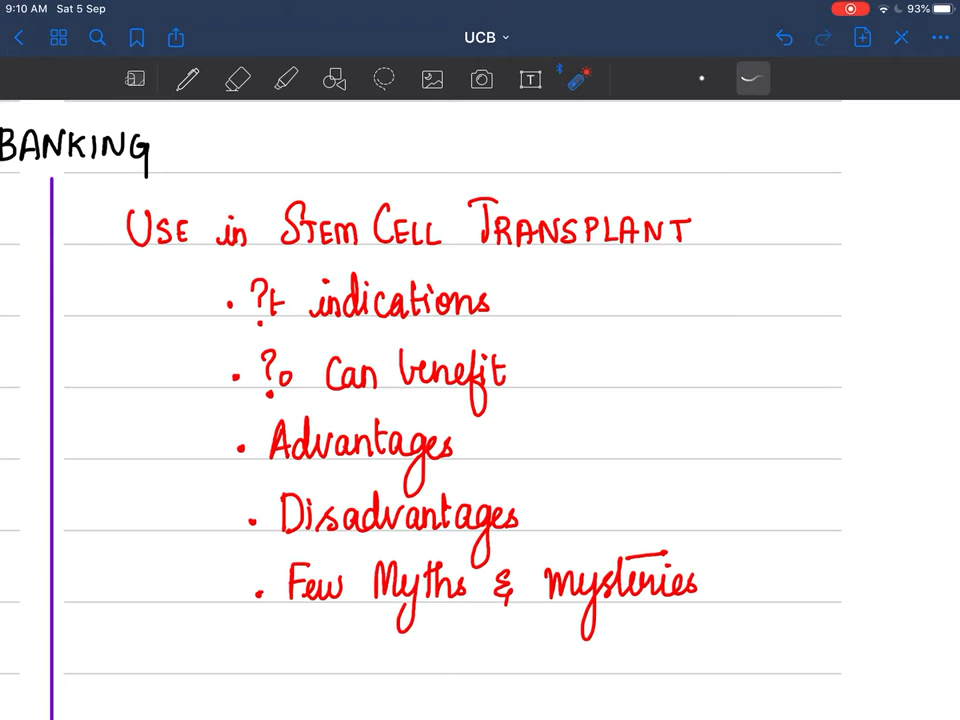 9:10 AM Sat 5 Sep
93%
UCB
T
BANKING
USE in STEM CELL TRANSPLANT
• ?t indications
• ?o Can benefit
• Advantages
• Disadvantages
• Few Myths & mysteries